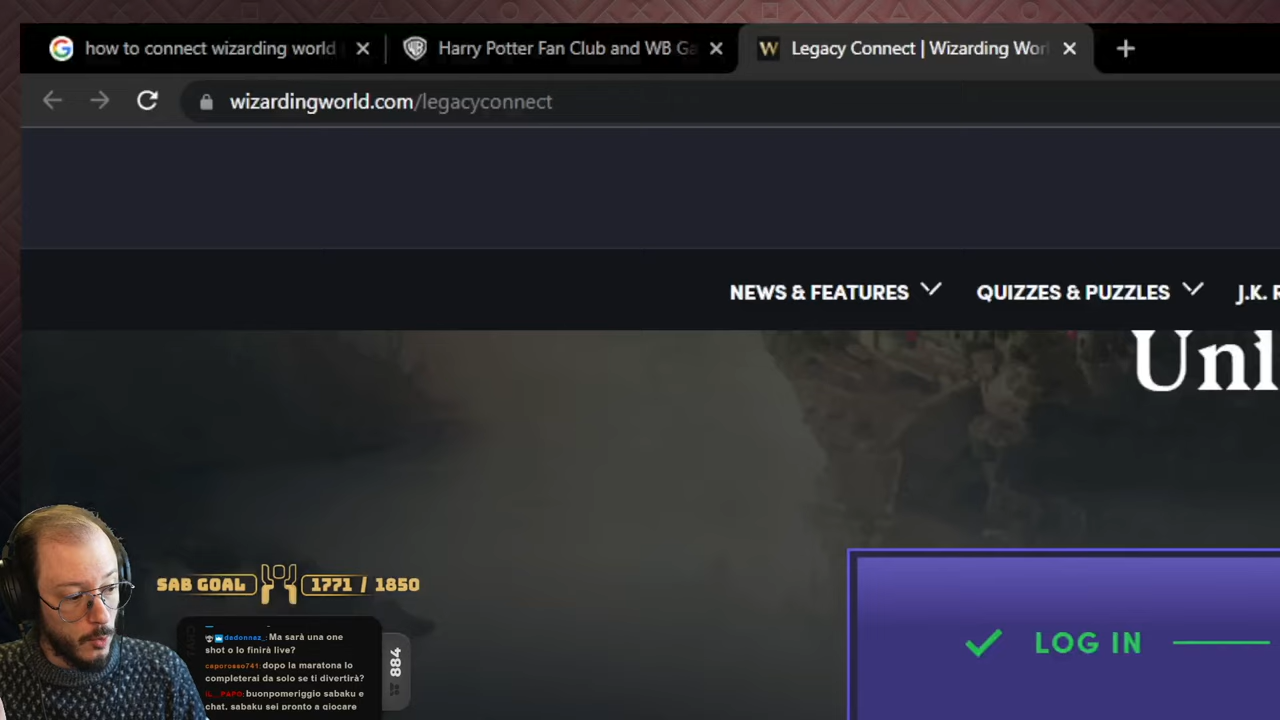 how to connect wizarding world
Harry Potter Fan Club and WB Ga
Legacy Connect | Wizarding Worl
wizardingworld.com/legacyconnect
NEWS & FEATURES
QUIZZES & PUZZLES
J.K. R
Unl
LOG IN
SAB GOAL
1771 / 1850
dadonnaz_: Ma sarà una one
shot o lo finirà live?
caporcaso741: dopo la maratona lo
completerai da solo se ti divertirà?
IL__PAPO: buonpomeriggio sabaku e
chat, sabaku sei pronto a giocare
884